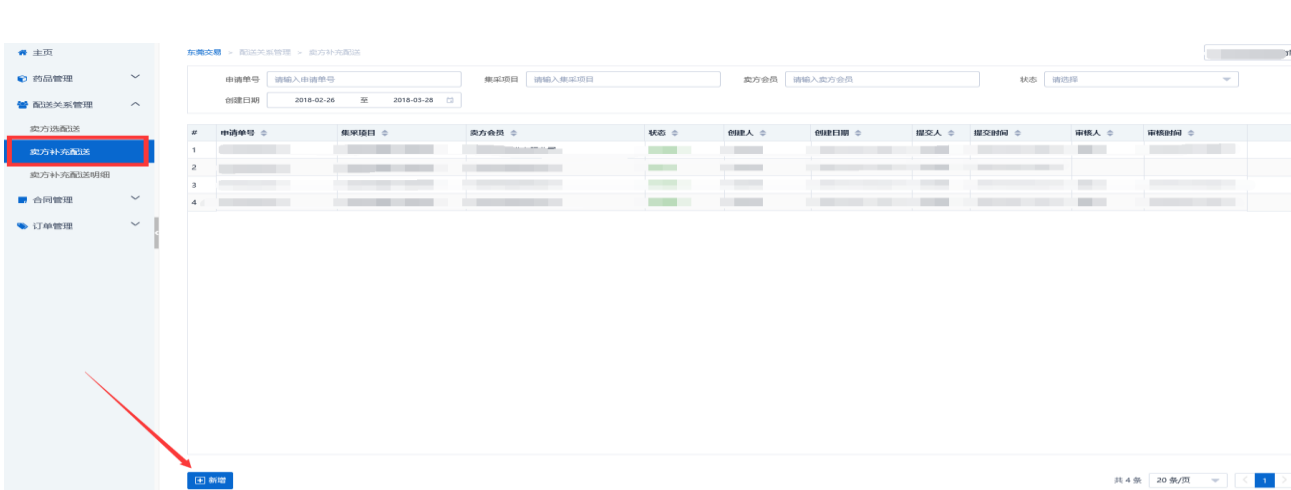 主页
东莞交易 - 配送关系管理 - 卖方补充配送
药品管理
申请单号 请输入申请单号 集采项目 请输入集采项目 卖方会员 请输入卖方会员 状态 请选择
配送关系管理
创建日期 2018-02-26 至 2018-03-28
卖方选配送
# 申请单号 集采项目 卖方会员 状态 创建人 创建日期 提交人 提交时间 审核人 审核时间
卖方补充配送
1
2
卖方补充配送明细
3
合同管理
4
订单管理
新增
共 4 条 20 条/页 1